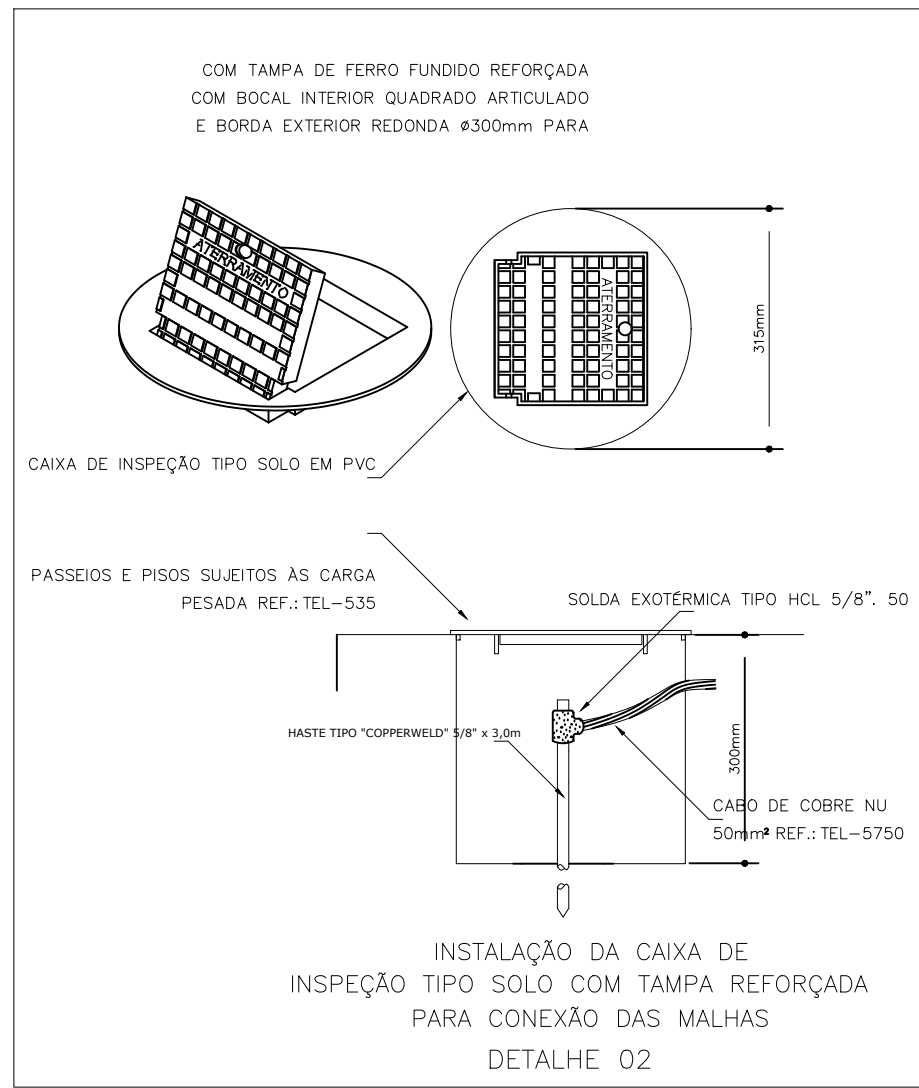 COM TAMPA DE FERRO FUNDIDO REFORÇADA
COM BOCAL INTERIOR QUADRADO ARTICULADO
E BORDA EXTERIOR REDONDA ø300mm PARA
ATERRAMENTO
ATERRAMENTO
315mm
CAIXA DE INSPEÇÃO TIPO SOLO EM PVC
PASSEIOS E PISOS SUJEITOS ÀS CARGA
PESADA REF.: TEL-535
SOLDA EXOTÉRMICA TIPO HCL 5/8". 50
HASTE TIPO "COPPERWELD" 5/8" x 3,0m
300mm
CABO DE COBRE NU
50mm² REF.: TEL-5750
INSTALAÇÃO DA CAIXA DE
INSPEÇÃO TIPO SOLO COM TAMPA REFORÇADA
PARA CONEXÃO DAS MALHAS
DETALHE 02